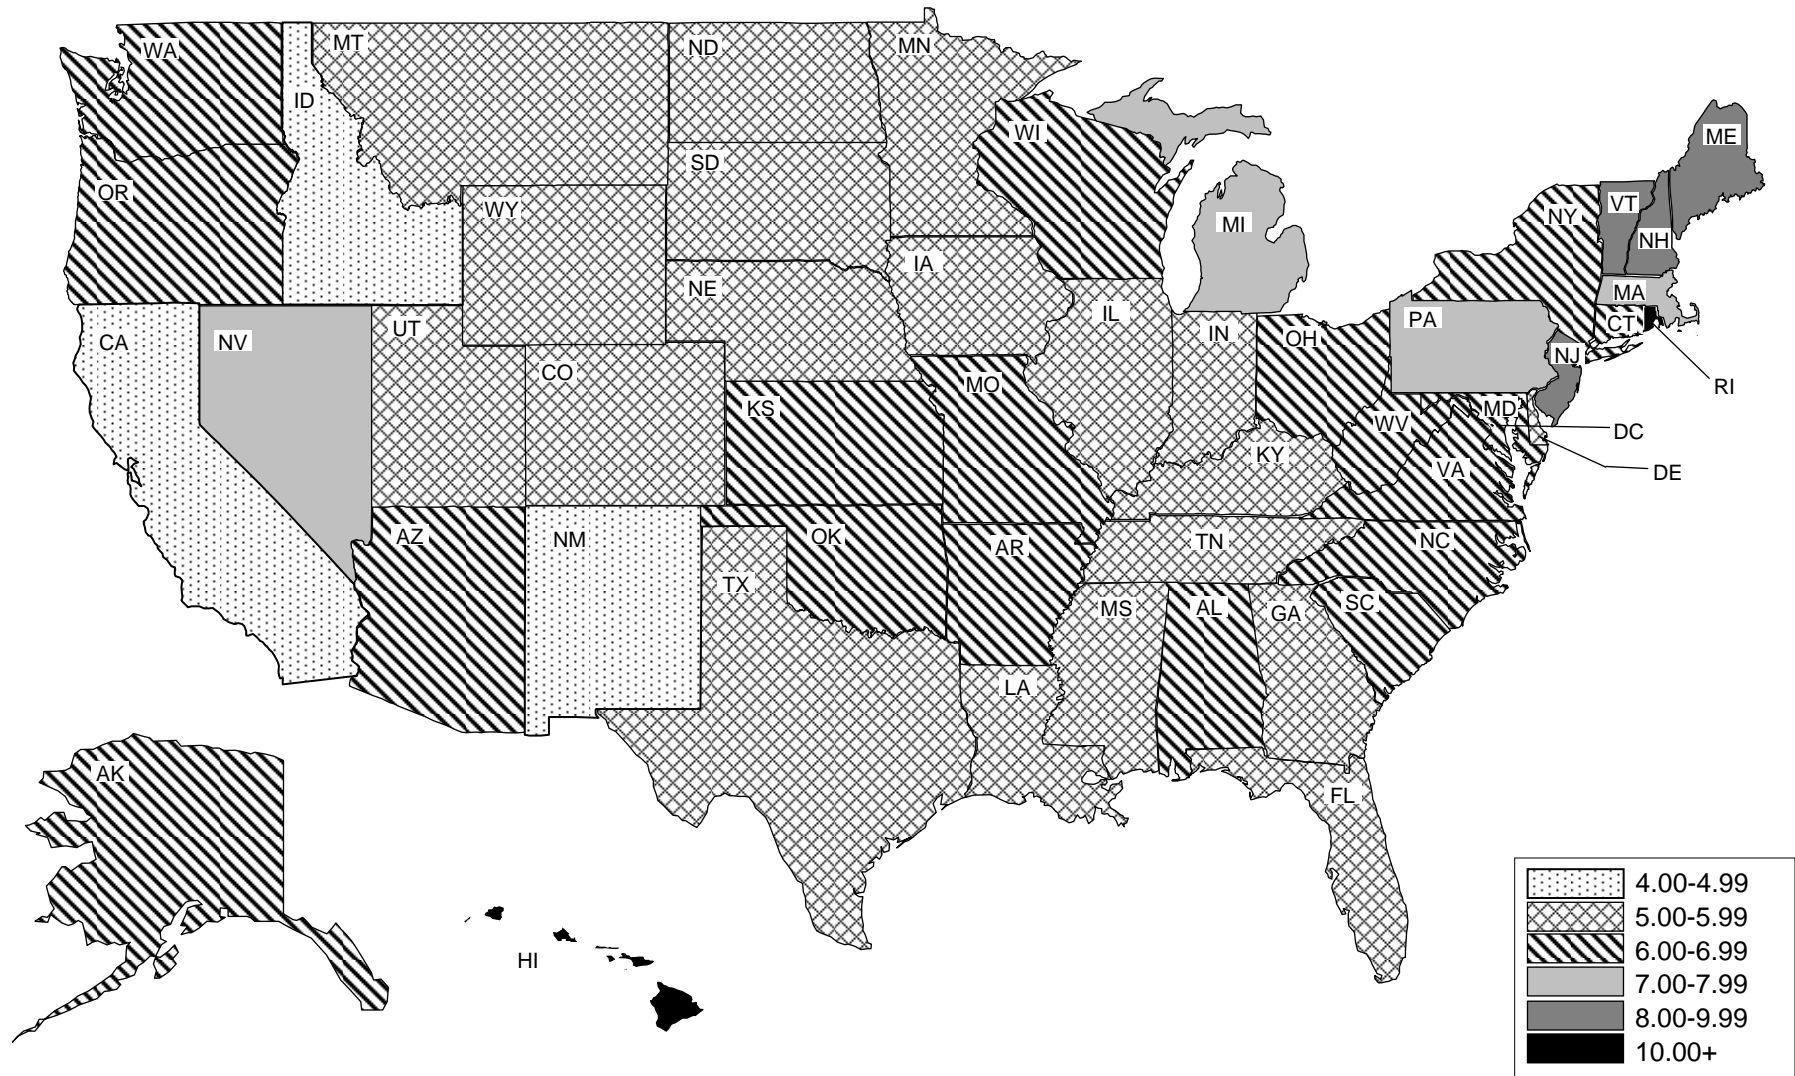 WA
MT
ND
MN
ID
WI
ME
SD
OR
VT
WY
NY
MI
NH
IA
NE
MA
IL
PA
CT
UT
IN
OH
CA
NV
NJ
CO
MO
RI
KS
MD
WV
DC
KY
VA
DE
AZ
NM
OK
AR
TN
NC
TX
MS
AL
GA
SC
LA
AK
FL
HI
4.00-4.99
5.00-5.99
6.00-6.99
7.00-7.99
8.00-9.99
10.00+